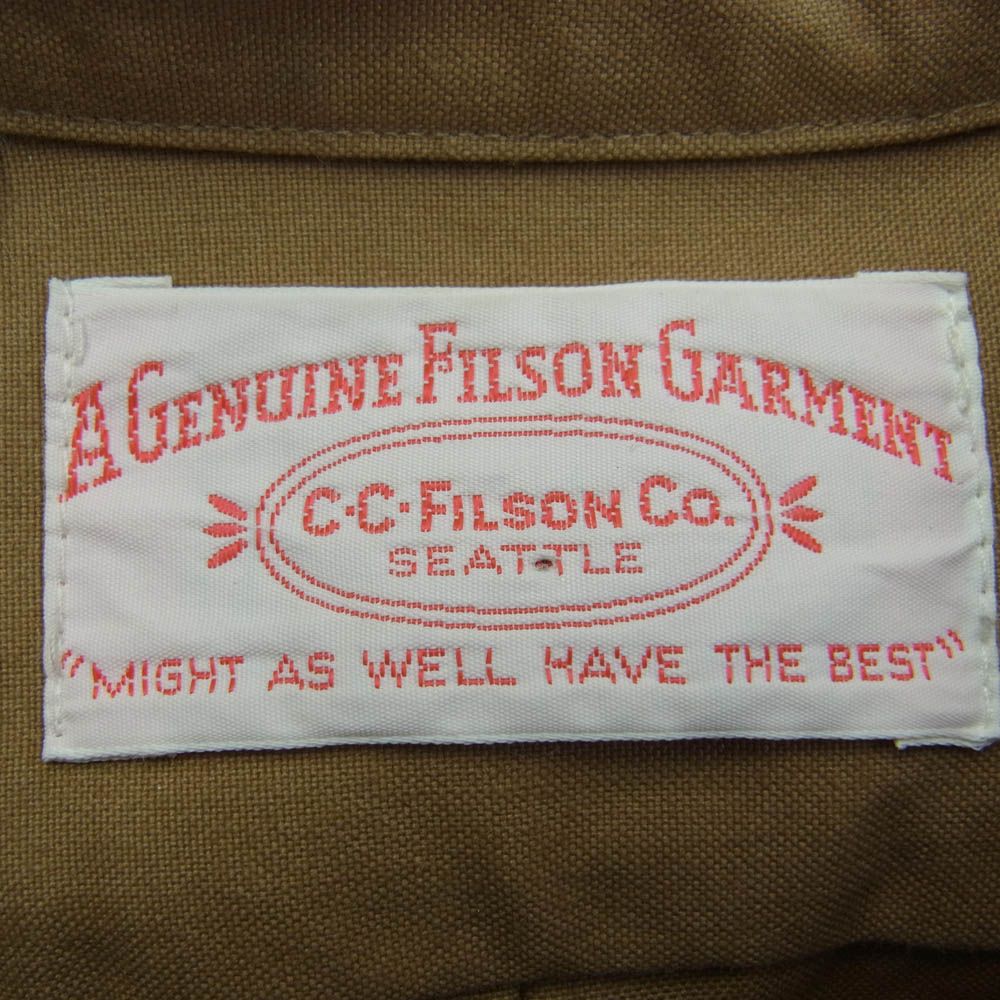 A GENUINE FILSON GARMENT
C·C·FILSON CO.
SEATTLE
"MIGHT AS WELL HAVE THE BEST"